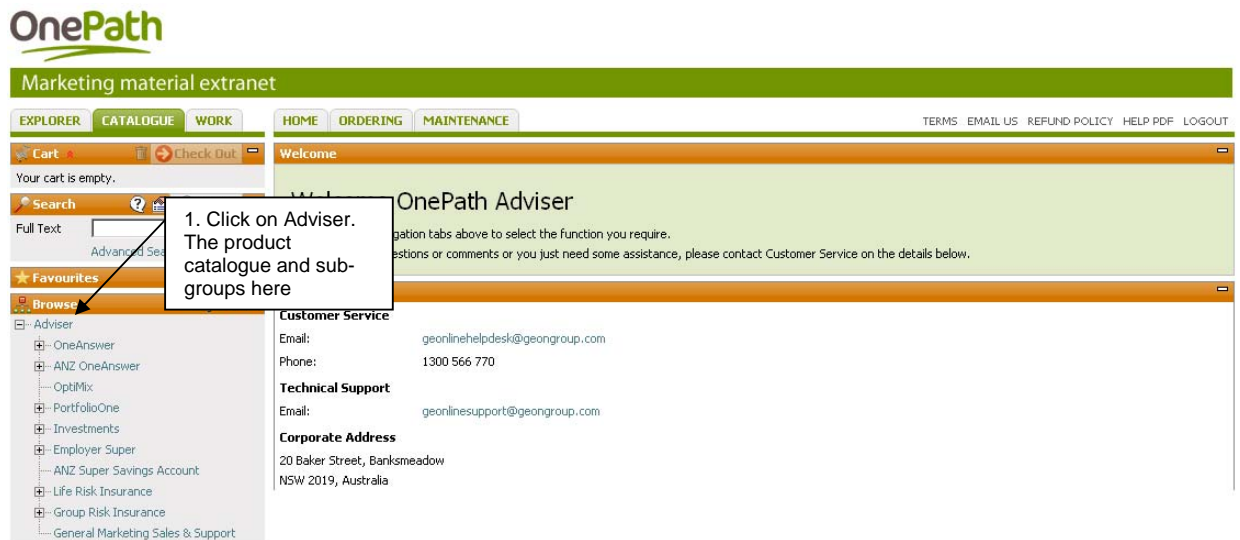 OnePath
Marketing material extranet
EXPLORER CATALOGUE WORK HOME ORDERING MAINTENANCE TERMS EMAIL US REFUND POLICY HELP PDF LOGOUT
Cart Check Out
Your cart is empty.
Search
Full Text
Advanced Sea
Favourites
Browse
Adviser
OneAnswer
ANZ OneAnswer
OptiMix
PortfolioOne
Investments
Employer Super
ANZ Super Savings Account
Life Risk Insurance
Group Risk Insurance
General Marketing Sales & Support
1. Click on Adviser.
The product
catalogue and sub-
groups here
Welcome
OnePath Adviser
gation tabs above to select the function you require.
estions or comments or you just need some assistance, please contact Customer Service on the details below.
Customer Service
Email: geonlinehelpdesk@geongroup.com
Phone: 1300 566 770
Technical Support
Email: geonlinesupport@geongroup.com
Corporate Address
20 Baker Street, Banksmeadow
NSW 2019, Australia